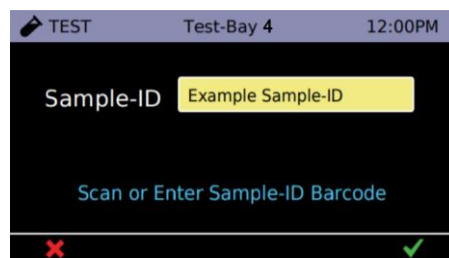 TEST Test-Bay 4 12:00PM
Sample-ID Example Sample-ID
Scan or Enter Sample-ID Barcode